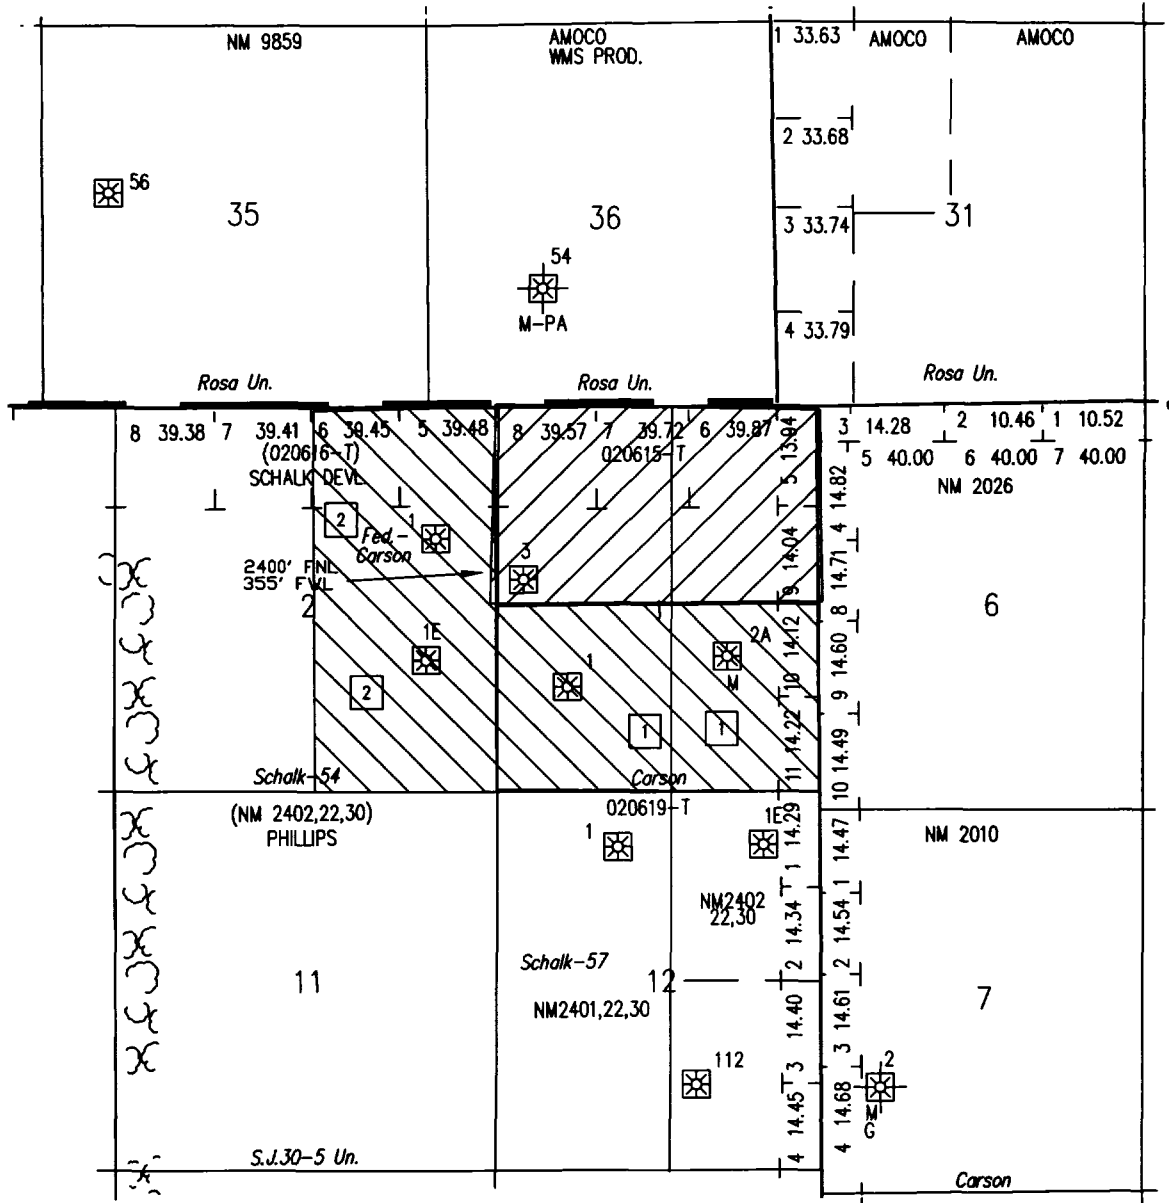 NM 9859
AMOCO
WMS PROD.
1 33.63
AMOCO
AMOCO
2 33.68
56
35
36
3 33.74
31
54
M-PA
4 33.79
Rosa Un.
Rosa Un.
Rosa Un.
8 39.38 7 39.41 6 39.45 5 39.48
8 39.57 7 39.72 6 39.87
5 13.94
3 14.28
2 10.46 1 10.52
5 40.00 6 40.00 7 40.00
(020616-T)
SCHALK DEVL.
020615-T
NM 2026
4 14.82
2
1
Fed.-
Carson
3
2400' FNL
355' FWL
9 14.04
8 14.71
2
6
1E
2
1
2A
M
10 14.12
9 14.60
1
1
11 14.22
10 14.49
Schalk-54
Carson
(NM 2402,22,30)
PHILLIPS
020619-T
1
1E
1 14.29
1 14.47
NM 2010
NM2402
22,30
2 14.34
2 14.54
11
Schalk-57
12
NM2401,22,30
3 14.40
3 14.61
7
112
2
M
G
4 14.45
4 14.68
S.J.30-5 Un.
Carson